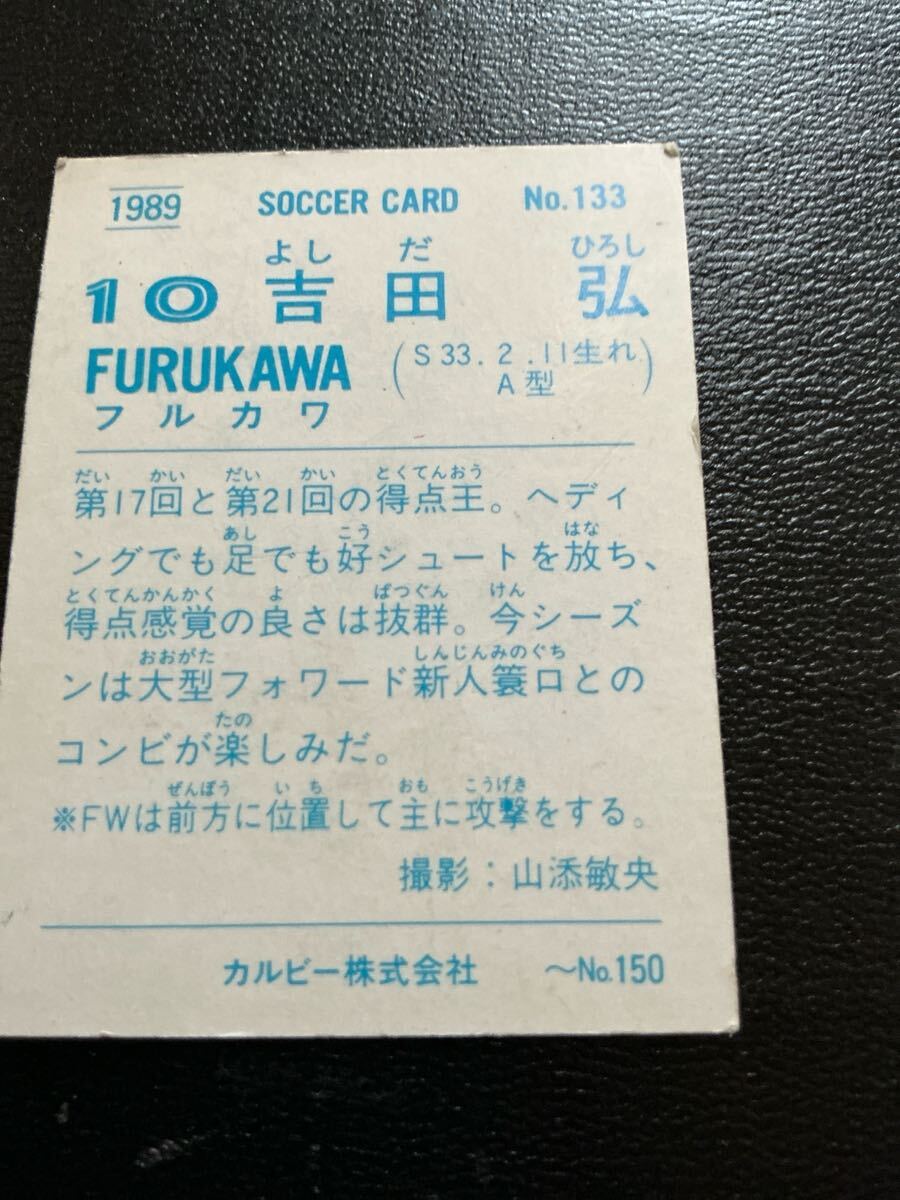 1989 SOCCER CARD No.133
よし だ ひろし
10 吉田 弘
FURUKAWA (S33.2.11生れ
フルカワ A型)
だい かい だい かい とくてんおう
第17回と第21回の得点王。ヘディ
あし こう はな
ングでも足でも好シュートを放ち、
とくてんかんかく よ ばつぐん けん
得点感覚の良さは抜群。今シーズ
おおがた しんじんみのぐち
ンは大型フォワード新人簑口との
たの
コンビが楽しみだ。
ぜんぽう いち おも こうげき
※FWは前方に位置して主に攻撃をする。
撮影：山添敏央
カルビー株式会社 〜No.150